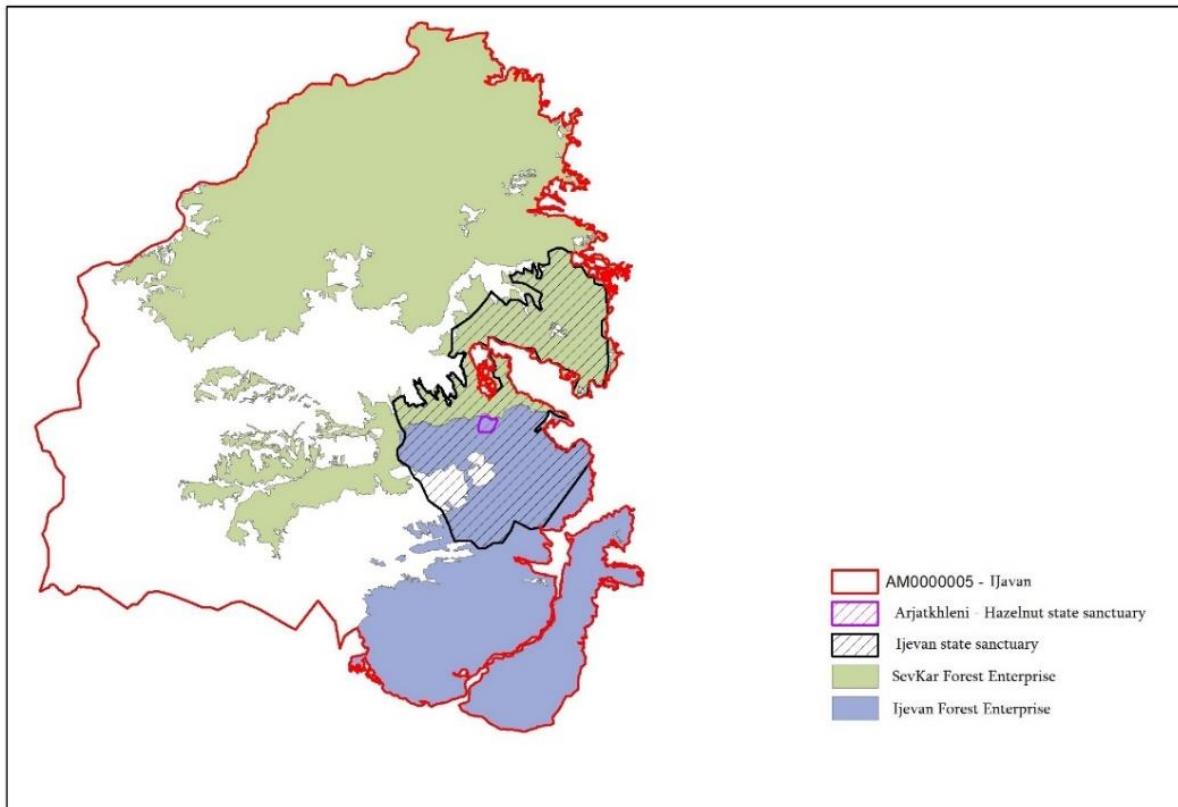 AM0000005 - IJavan
Arjatkhleni - Hazelnut state sanctuary
Ijevan state sanctuary
SevKar Forest Enterprise
Ijevan Forest Enterprise